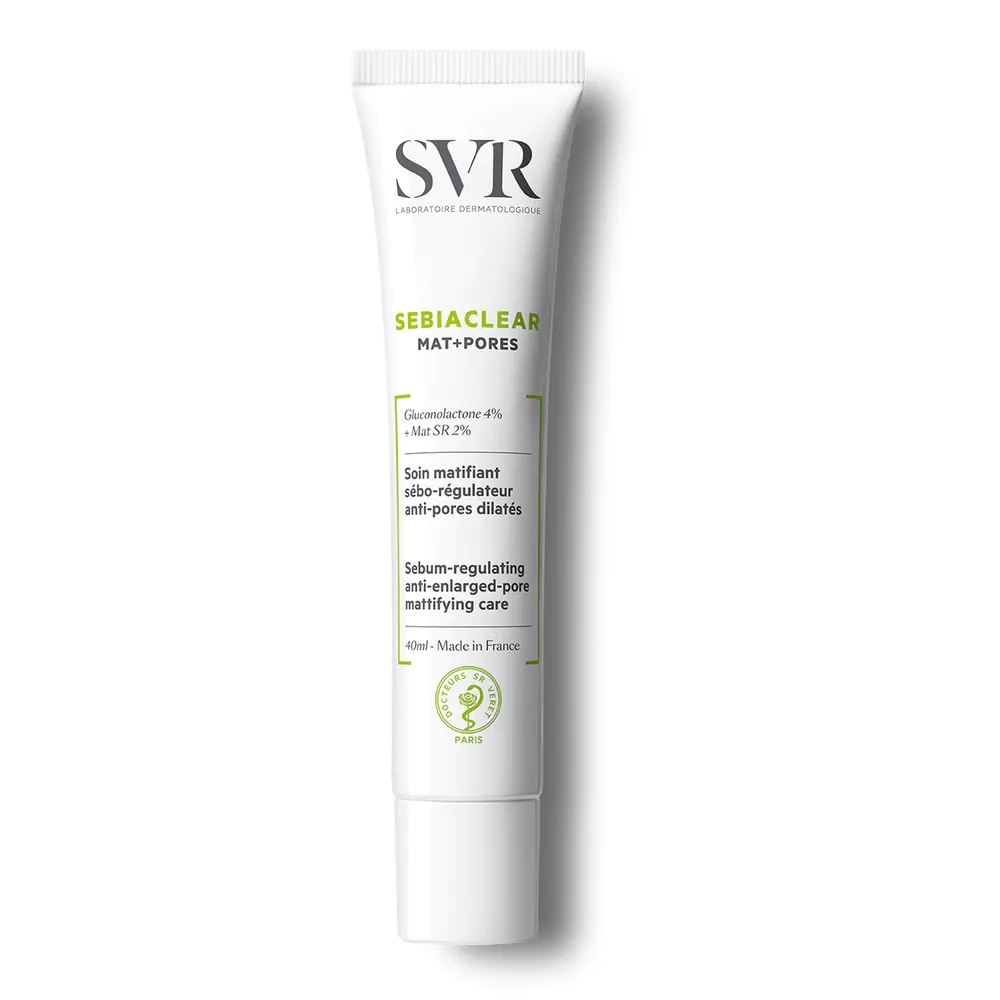 SVR
LABORATOIRE DERMATOLOGIQUE
SEBIACLEAR
MAT+PORES
Gluconolactone 4%
+ Mat SR 2%
Soin matifiant
sébo-régulateur
anti-pores dilatés
Sebum-regulating
anti-enlarged-pore
mattifying care
40ml - Made in France
DOCTEURS SR VERET
PARIS